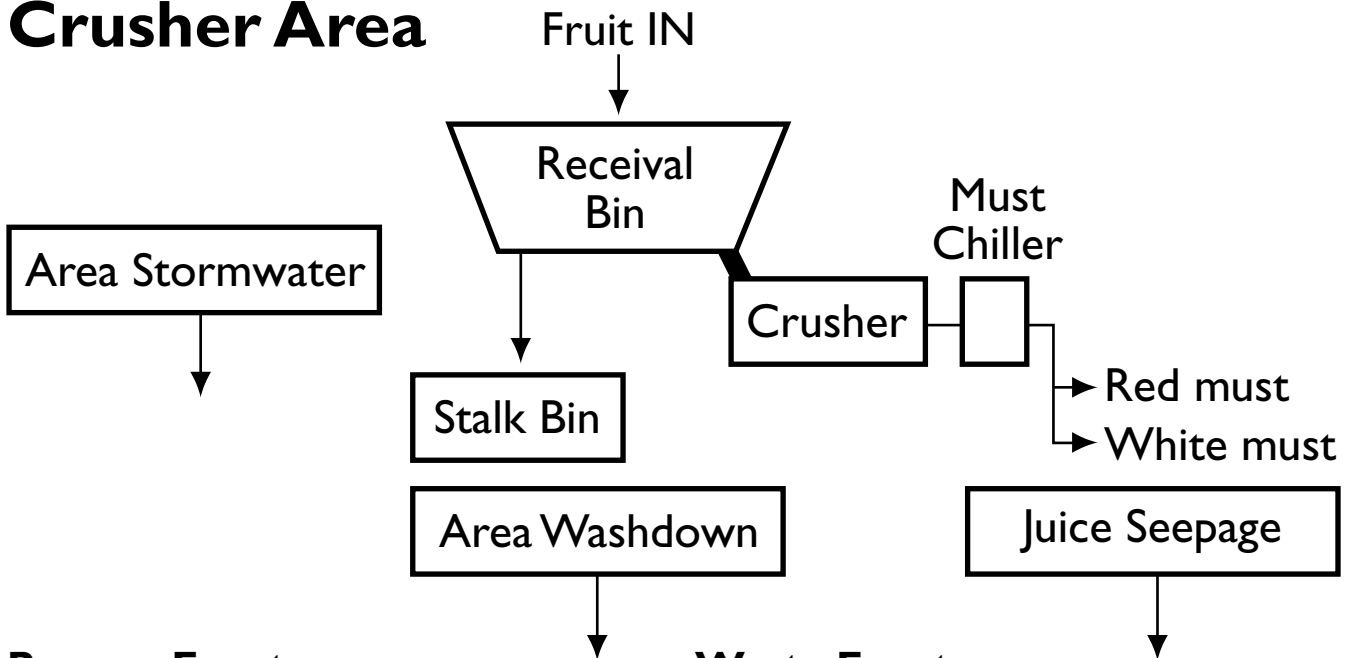 Crusher Area
Fruit IN
Receival
Bin
Must
Chiller
Area Stormwater
Crusher
Stalk Bin
Red must
White must
Area Washdown
Juice Seepage